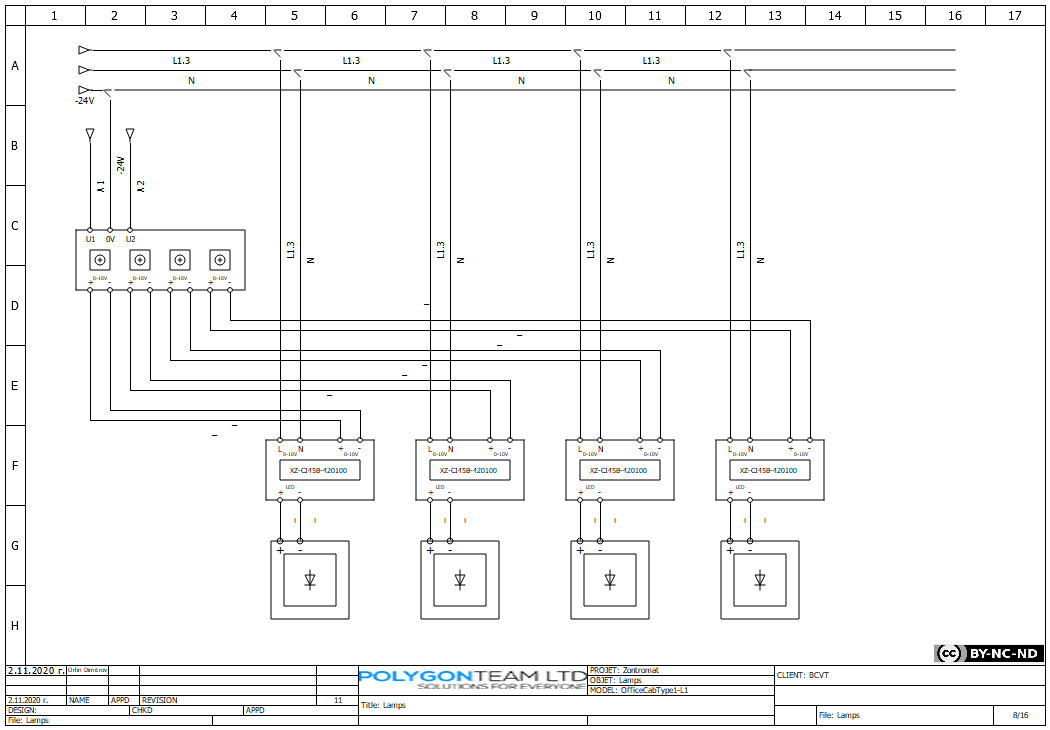 1 2 3 4 5 6 7 8 9 10 11 12 13 14 15 16 17
A
L1.3 L1.3 L1.3 L1.3
N N N N
-24V
B
-24V
λ 1 λ 2
C
U1 0V U2
L1.3 N L1.3 N L1.3 N L1.3 N
0-10V 0-10V 0-10V 0-10V
+ - + - + - + -
D
E
F
L N + - L N + - L N + - L N + -
0-10V 0-10V 0-10V 0-10V 0-10V 0-10V 0-10V 0-10V
XZ-CI45B-420100 XZ-CI45B-420100 XZ-CI45B-420100 XZ-CI45B-420100
LED LED LED LED
+ - + - + - + -
G
+ - + - + - + -
H
cc BY-NC-ND
2.11.2020 г. Orlin Dimitrov
POLYGONTEAM LTD
SOLUTIONS FOR EVERYONE
PROJET: Zontromat
OBJET: Lamps
MODEL: OfficeCabType1-L1
CLIENT: BCVT
2.11.2020 г. NAME APPD REVISION 11
DESIGN: CHKD APPD
File: Lamps
Title: Lamps
File: Lamps
8/16